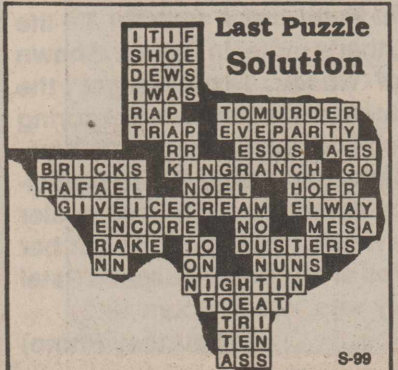 Last Puzzle
Solution
ITIF
SHOE
DEWS
IWAS
RAP TOMURDER
TRAP EVEPARTY
RR ESOS AES
BRICKS KINGRANCH GO
RAFAEL NOEL HOER
GIVEICECREAM ELWAY
ENCORE NO MESA
RAKE TO DUSTERS
NN ON NUNS
NIGHTIN
TOETAT
TRI
TEN
ASS
S-99